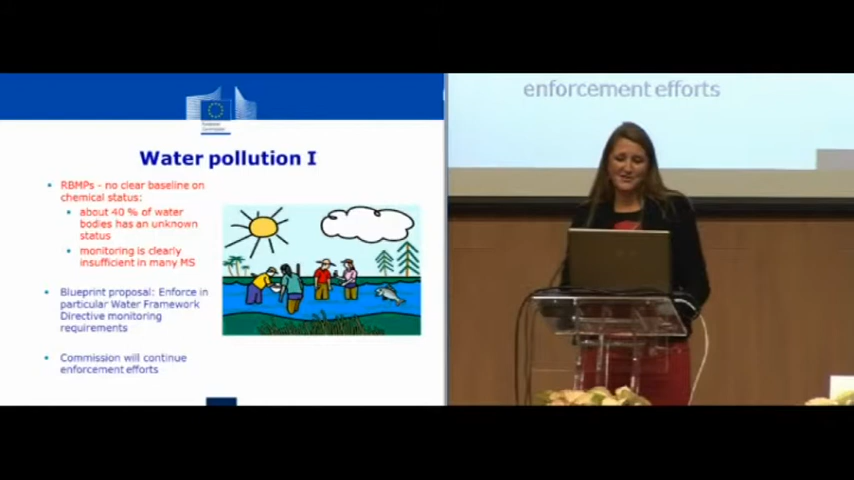 European
Commission
Water pollution I
• RBMPs - no clear baseline on
chemical status:
• about 40 % of water
bodies has an unknown
status
• monitoring is clearly
insufficient in many MS
• Blueprint proposal: Enforce in
particular Water Framework
Directive monitoring
requirements
• Commission will continue
enforcement efforts
enforcement efforts